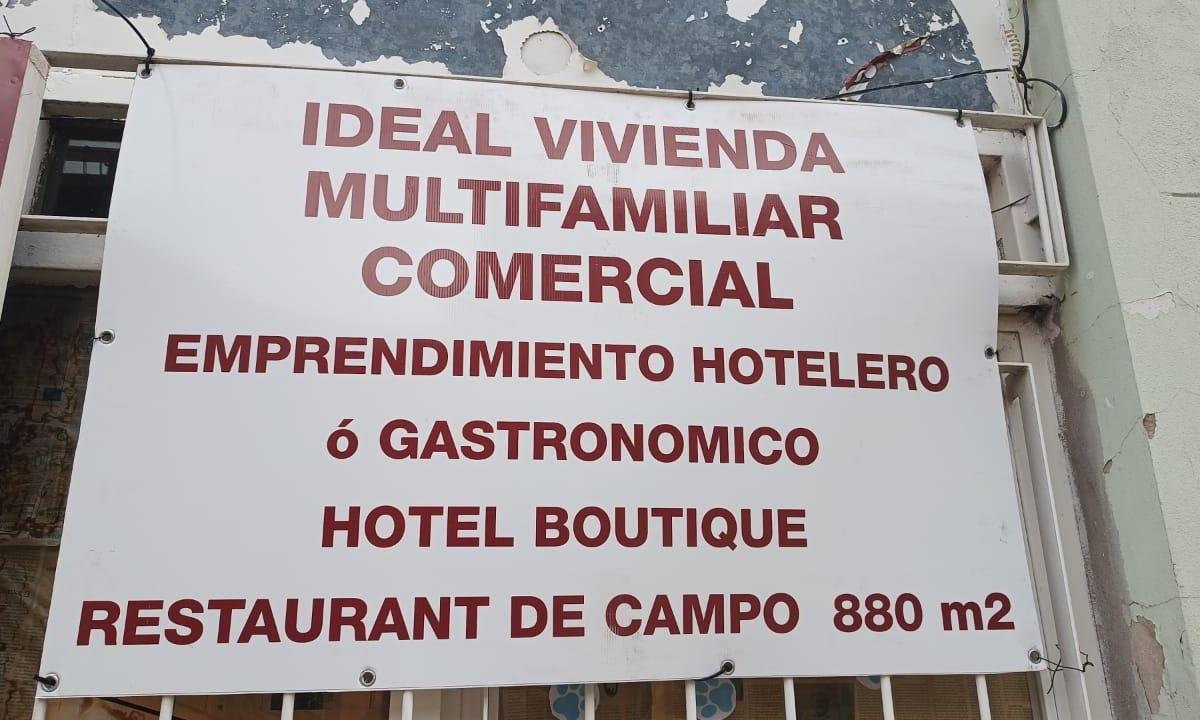 IDEAL VIVIENDA
MULTIFAMILIAR
COMERCIAL
EMPRENDIMIENTO HOTELERO
ó GASTRONOMICO
HOTEL BOUTIQUE
RESTAURANT DE CAMPO 880 m2